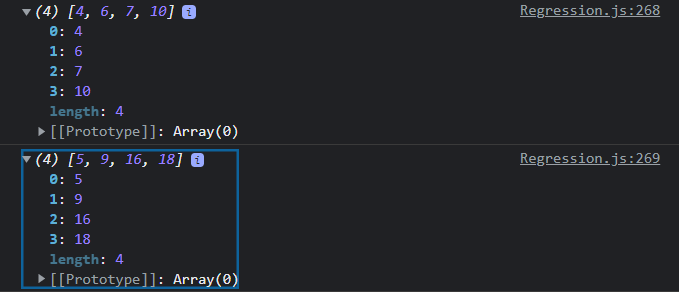 ▼(4) [4, 6, 7, 10] i Regression.js:268
0: 4
1: 6
2: 7
3: 10
length: 4
▶[[Prototype]]: Array(0)
▼(4) [5, 9, 16, 18] i Regression.js:269
0: 5
1: 9
2: 16
3: 18
length: 4
▶[[Prototype]]: Array(0)